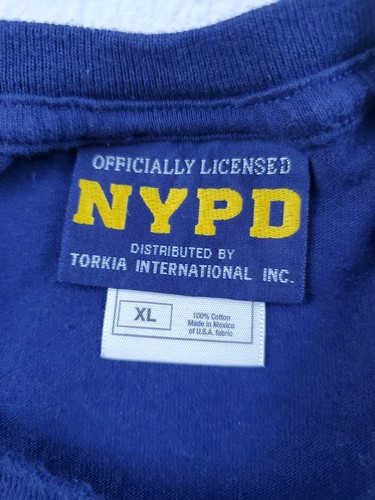 OFFICIALLY LICENSED
NYPD
DISTRIBUTED BY
TORKIA INTERNATIONAL INC.
XL
100% Cotton
Made in Mexico
of U.S.A. fabric